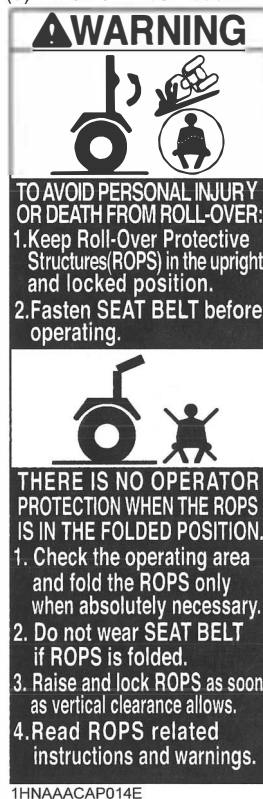 WARNING
TO AVOID PERSONAL INJURY
OR DEATH FROM ROLL-OVER:
1.Keep Roll-Over Protective
Structures(ROPS) in the upright
and locked position.
2.Fasten SEAT BELT before
operating.
THERE IS NO OPERATOR
PROTECTION WHEN THE ROPS
IS IN THE FOLDED POSITION.
1. Check the operating area
and fold the ROPS only
when absolutely necessary.
2. Do not wear SEAT BELT
if ROPS is folded.
3. Raise and lock ROPS as soon
as vertical clearance allows.
4.Read ROPS related
instructions and warnings.
1HNAAACAP014E